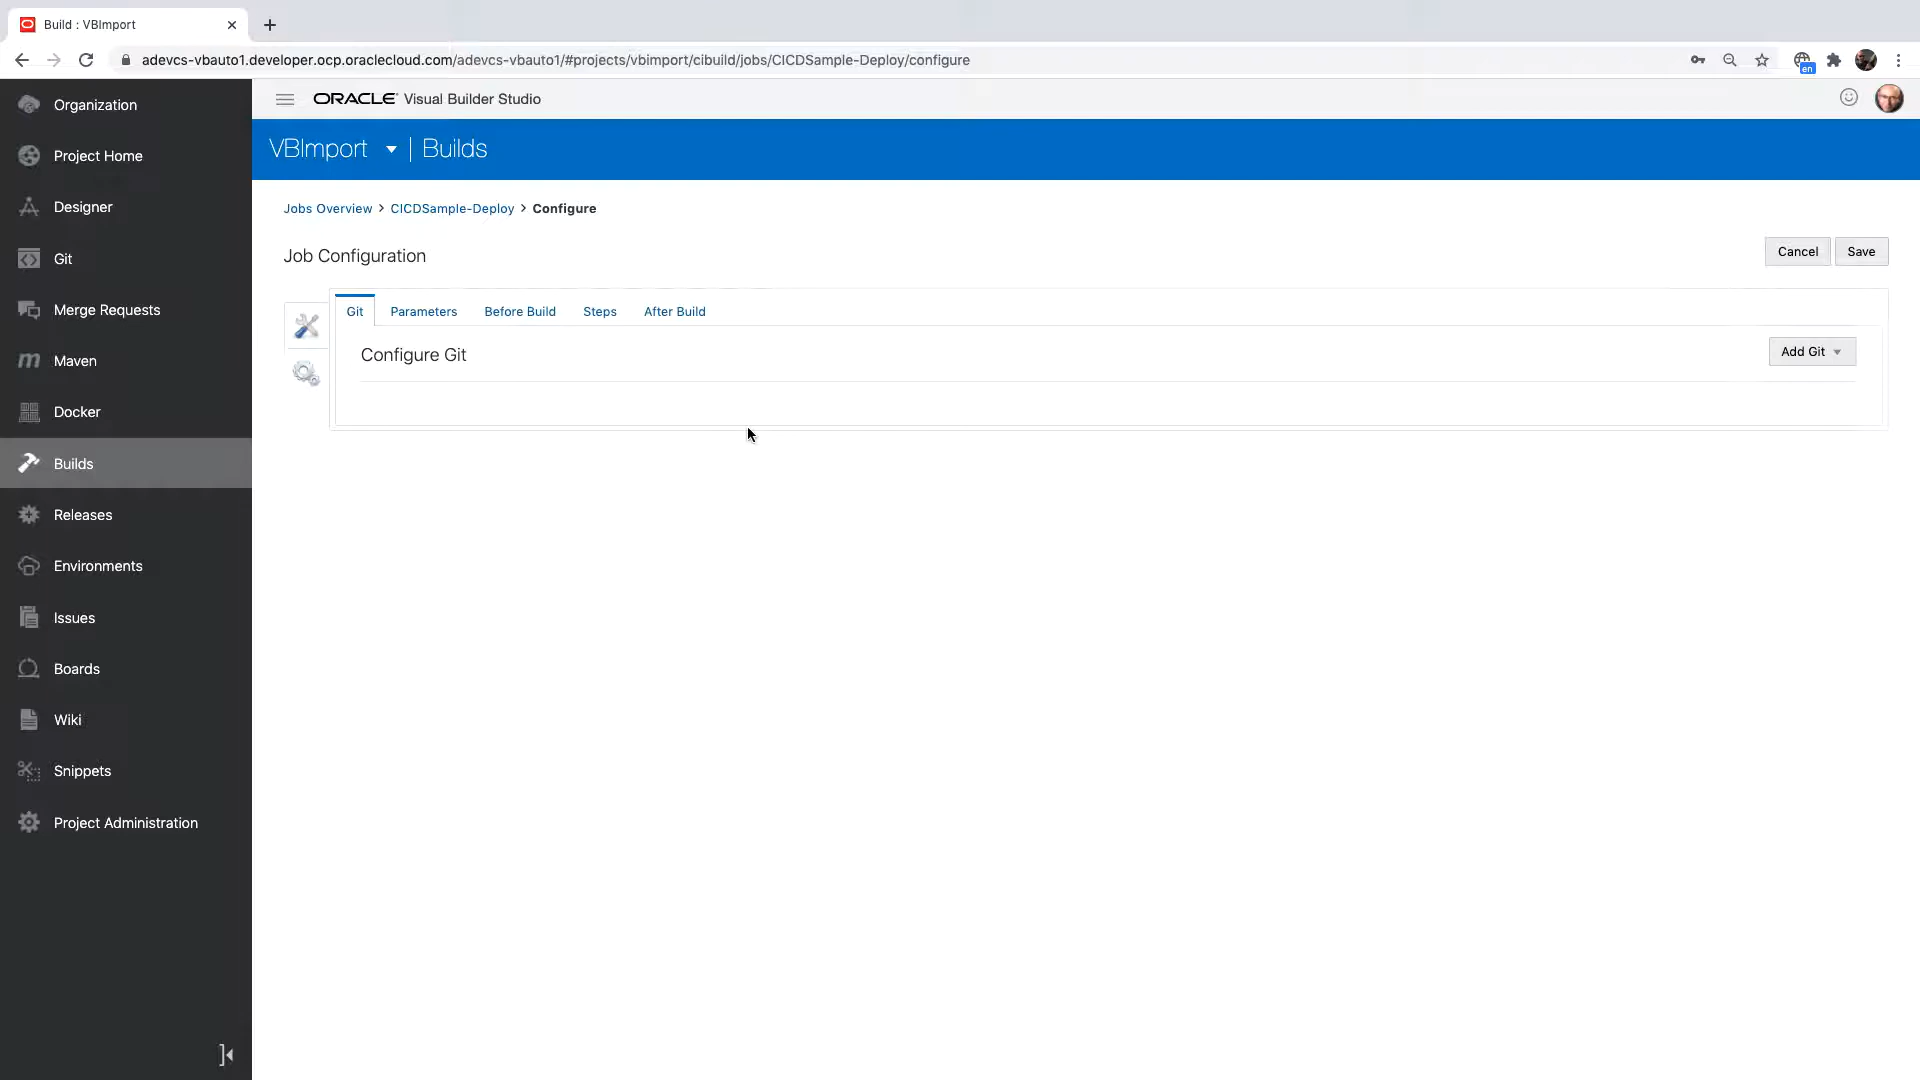 Build : VBImport
adevcs-vbauto1.developer.ocp.oraclecloud.com/adevcs-vbauto1/#projects/vbimport/cibuild/jobs/CICDSample-Deploy/configure
en
Organization
ORACLE Visual Builder Studio
Project Home
VBImport | Builds
Designer
Jobs Overview > CICDSample-Deploy > Configure
Git
Job Configuration
Cancel Save
Merge Requests
Git Parameters Before Build Steps After Build
Maven
Configure Git
Add Git
Docker
Builds
Releases
Environments
Issues
Boards
Wiki
Snippets
Project Administration